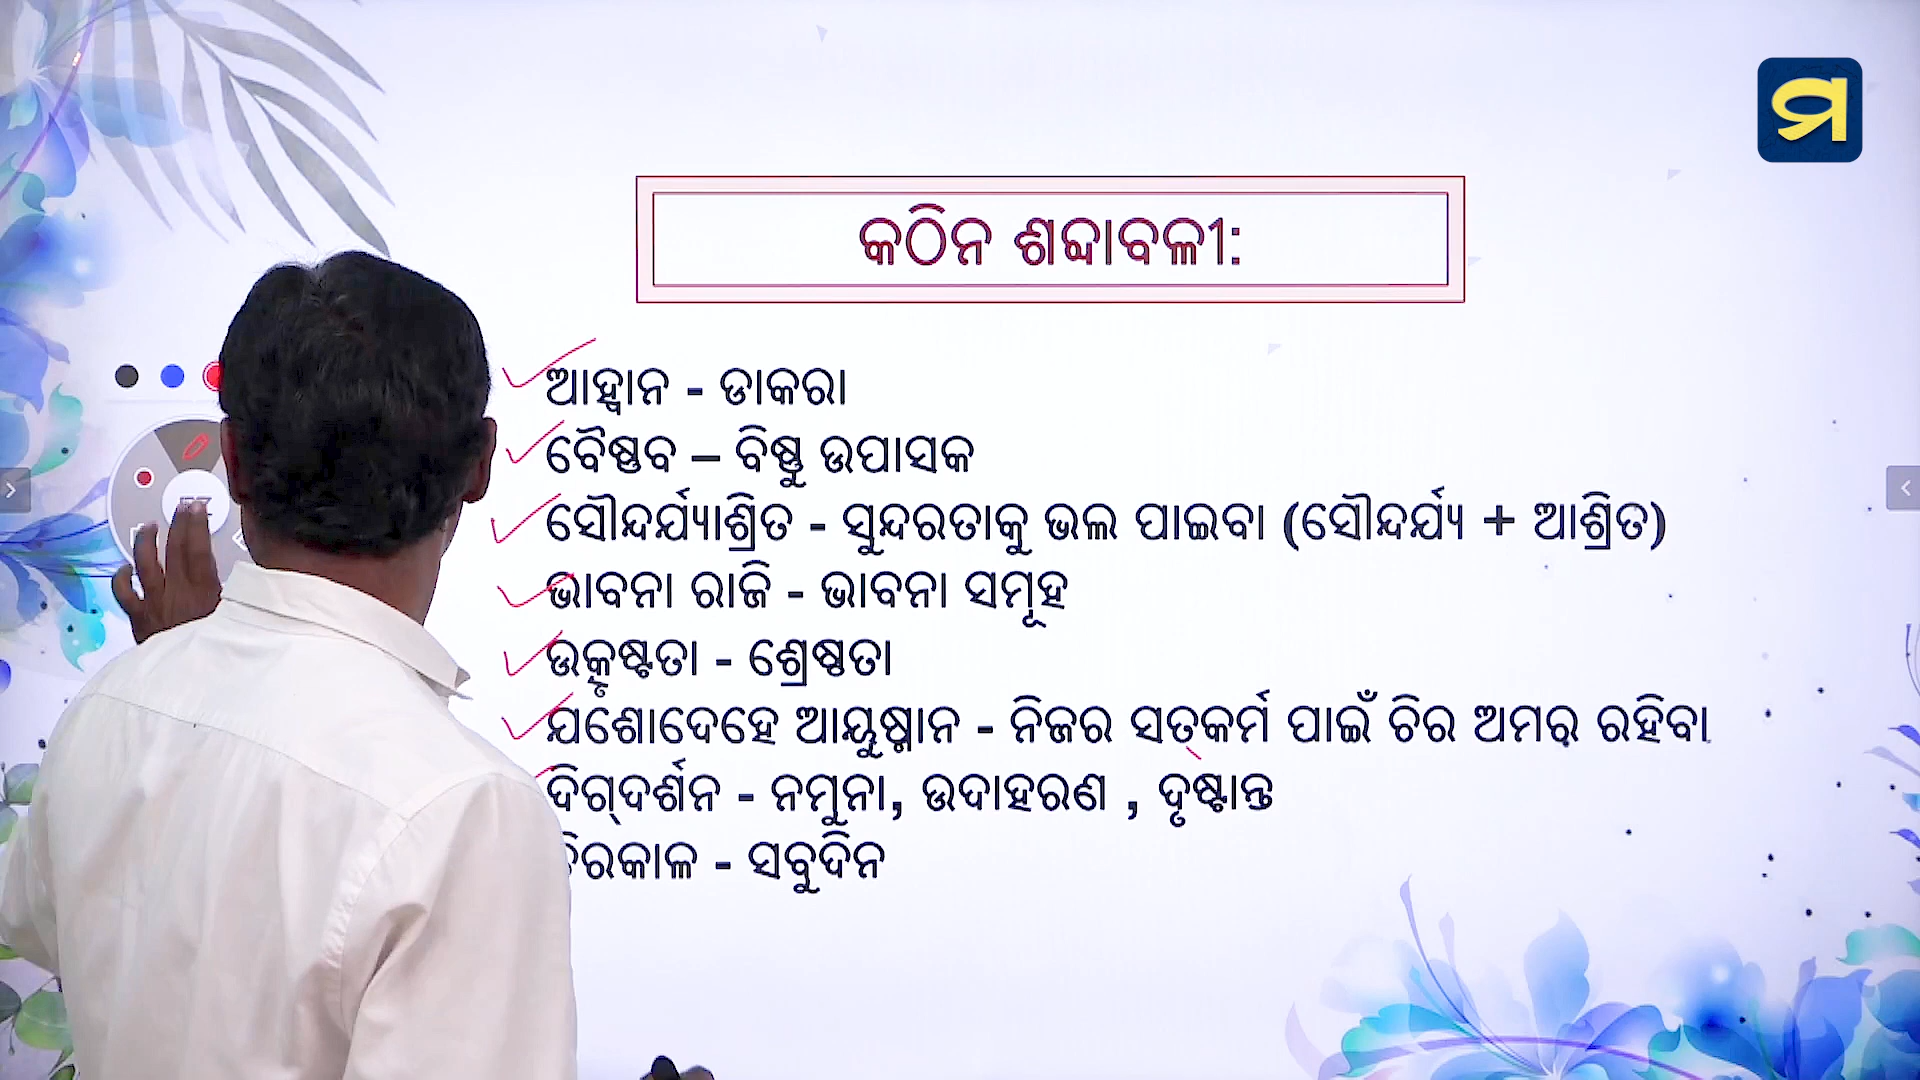 ମ
କଠିନ ଶବ୍ଦାବଳୀ:
ଆହ୍ୱାନ - ଡାକରା
ବୈଷ୍ଣବ – ବିଷ୍ଣୁ ଉପାସକ
ସୌନ୍ଦର୍ଯ୍ୟାଶ୍ରିତ - ସୁନ୍ଦରତାକୁ ଭଲ ପାଇବା (ସୌନ୍ଦର୍ଯ୍ୟ + ଆଶ୍ରିତ)
ଭାବନା ରାଜି - ଭାବନା ସମୂହ
ଉତ୍କୃଷ୍ଟତା - ଶ୍ରେଷ୍ଠତା
ଯଶୋଦେହେ ଆୟୁଷ୍ମାନ - ନିଜର ସତ୍‌କର୍ମ ପାଇଁ ଚିର ଅମର ରହିବା
ଦିଗ୍‌ଦର୍ଶନ - ନମୁନା, ଉଦାହରଣ , ଦୃଷ୍ଟାନ୍ତ
- ସବୁଦିନ